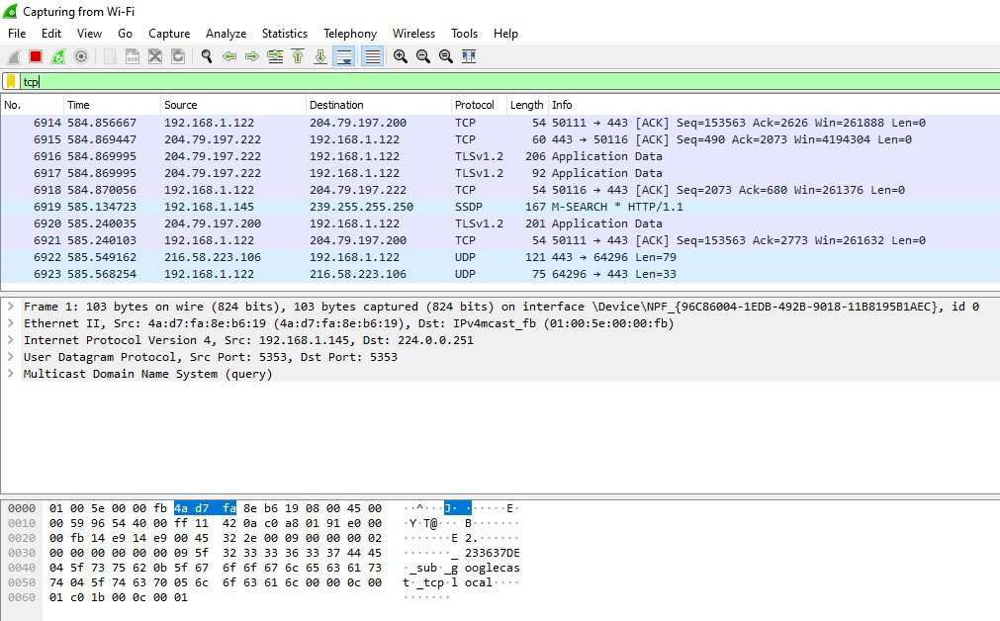 Capturing from Wi-Fi
File Edit View Go Capture Analyze Statistics Telephony Wireless Tools Help
tcp
No. Time Source Destination Protocol Length Info
6914 584.856667 192.168.1.122 204.79.197.200 TCP 54 50111 → 443 [ACK] Seq=153563 Ack=2626 Win=261888 Len=0
6915 584.869447 204.79.197.222 192.168.1.122 TCP 60 443 → 50116 [ACK] Seq=490 Ack=2073 Win=4194304 Len=0
6916 584.869995 204.79.197.222 192.168.1.122 TLSv1.2 206 Application Data
6917 584.869995 204.79.197.222 192.168.1.122 TLSv1.2 92 Application Data
6918 584.870056 192.168.1.122 204.79.197.222 TCP 54 50116 → 443 [ACK] Seq=2073 Ack=680 Win=261376 Len=0
6919 585.134723 192.168.1.145 239.255.255.250 SSDP 167 M-SEARCH * HTTP/1.1
6920 585.240035 204.79.197.200 192.168.1.122 TLSv1.2 201 Application Data
6921 585.240103 192.168.1.122 204.79.197.200 TCP 54 50111 → 443 [ACK] Seq=153563 Ack=2773 Win=261632 Len=0
6922 585.549162 216.58.223.106 192.168.1.122 UDP 121 443 → 64296 Len=79
6923 585.568254 192.168.1.122 216.58.223.106 UDP 75 64296 → 443 Len=33
Frame 1: 103 bytes on wire (824 bits), 103 bytes captured (824 bits) on interface \Device\NPF_{96C86004-1EDB-492B-9018-11B8195B1AEC}, id 0
Ethernet II, Src: 4a:d7:fa:8e:b6:19 (4a:d7:fa:8e:b6:19), Dst: IPv4mcast_fb (01:00:5e:00:00:fb)
Internet Protocol Version 4, Src: 192.168.1.145, Dst: 224.0.0.251
User Datagram Protocol, Src Port: 5353, Dst Port: 5353
Multicast Domain Name System (query)
0000 01 00 5e 00 00 fb 4a d7 fa 8e b6 19 08 00 45 00 ··^···J· ······E·
0010 00 59 96 54 40 00 ff 11 42 0a c0 a8 01 91 e0 00 ·Y·T@··· B·······
0020 00 fb 14 e9 14 e9 00 45 32 2e 00 09 00 00 00 02 ·······E 2.······
0030 00 00 00 00 00 00 09 5f 32 33 33 36 33 37 44 45 ·······_ 233637DE
0040 04 5f 73 75 62 0b 5f 67 6f 6f 67 6c 65 63 61 73 ·_sub·_g ooglecas
0050 74 04 5f 74 63 70 05 6c 6f 63 61 6c 00 00 0c 00 t·_tcp·l ocal····
0060 01 c0 1b 00 0c 00 01 ·······